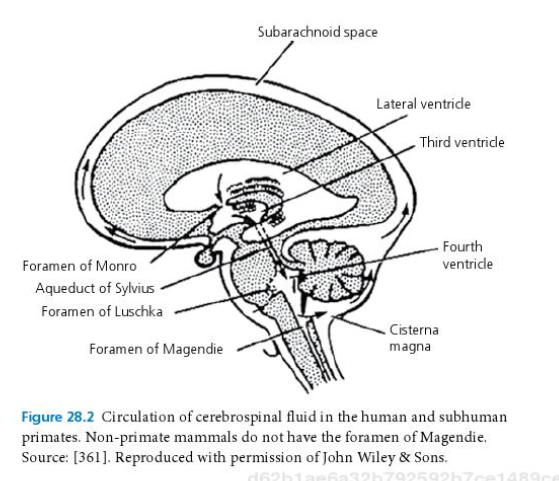 Subarachnoid space
Lateral ventricle
Third ventricle
Foramen of Monro
Aqueduct of Sylvius
Foramen of Luschka
Foramen of Magendie
Fourth
ventricle
Cisterna
magna
Figure 28.2 Circulation of cerebrospinal fluid in the human and subhuman
primates. Non-primate mammals do not have the foramen of Magendie.
Source: [361]. Reproduced with permission of John Wiley & Sons.